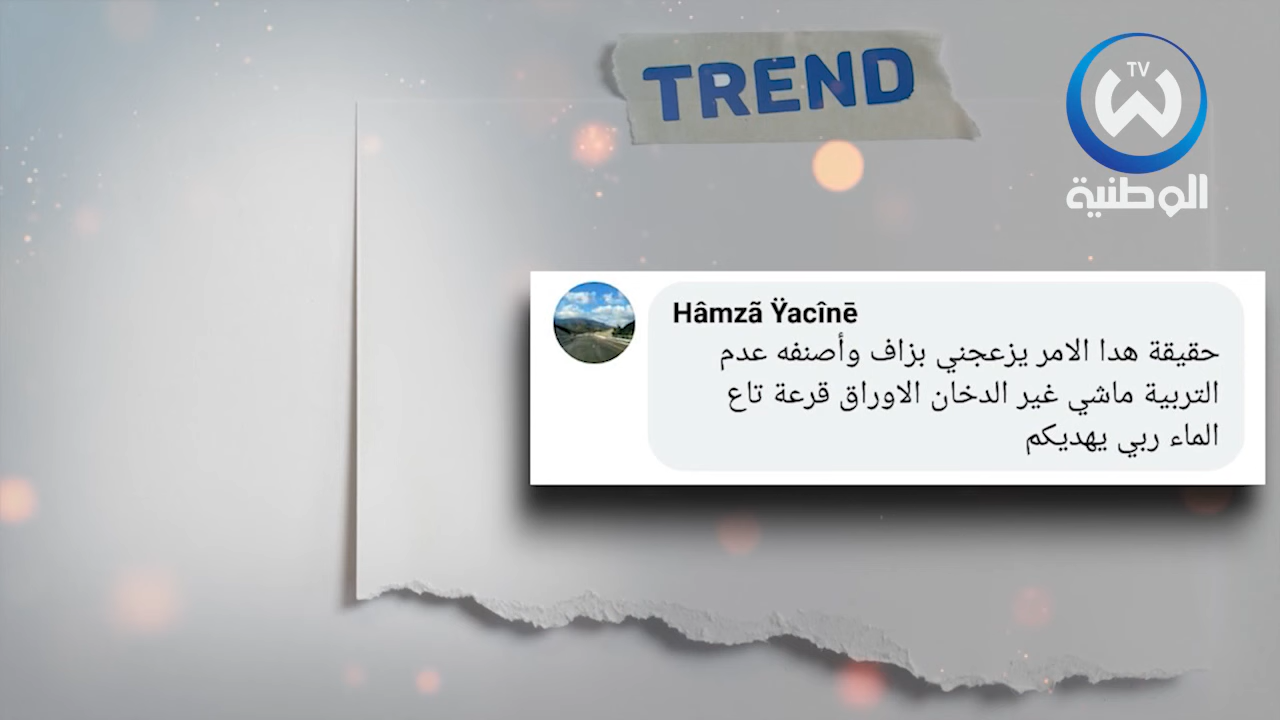 TREND
TV
الوطنية
Hâmzã Ÿacînē
حقيقة هدا الامر يزعجني بزاف وأصنفه عدم
التربية ماشي غير الدخان الاوراق قرعة تاع
الماء ربي يهديكم